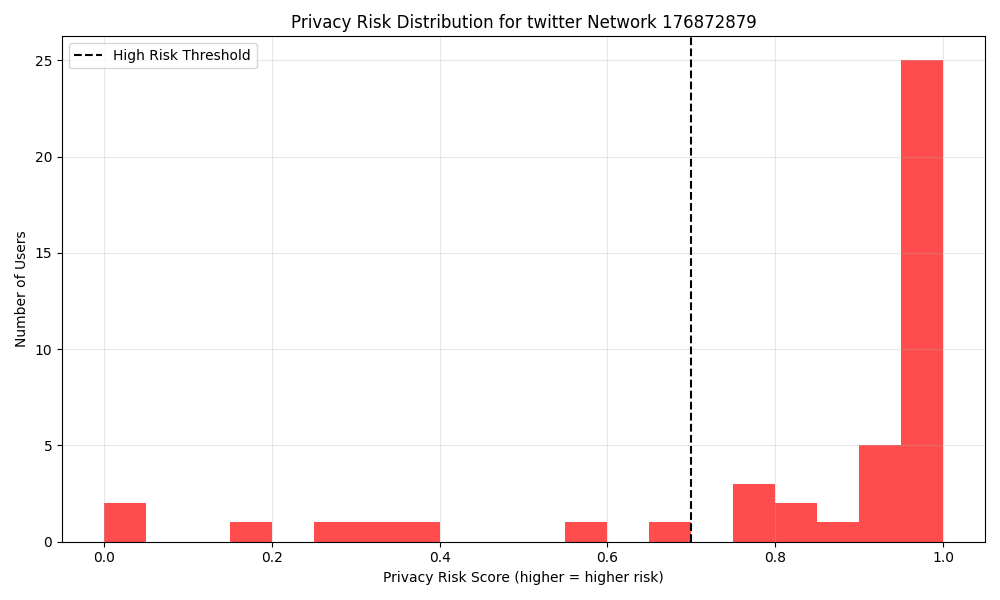 Privacy Risk Distribution for twitter Network 176872879
High Risk Threshold
25
20
15
10
5
0
Number of Users
0.0 0.2 0.4 0.6 0.8 1.0
Privacy Risk Score (higher = higher risk)